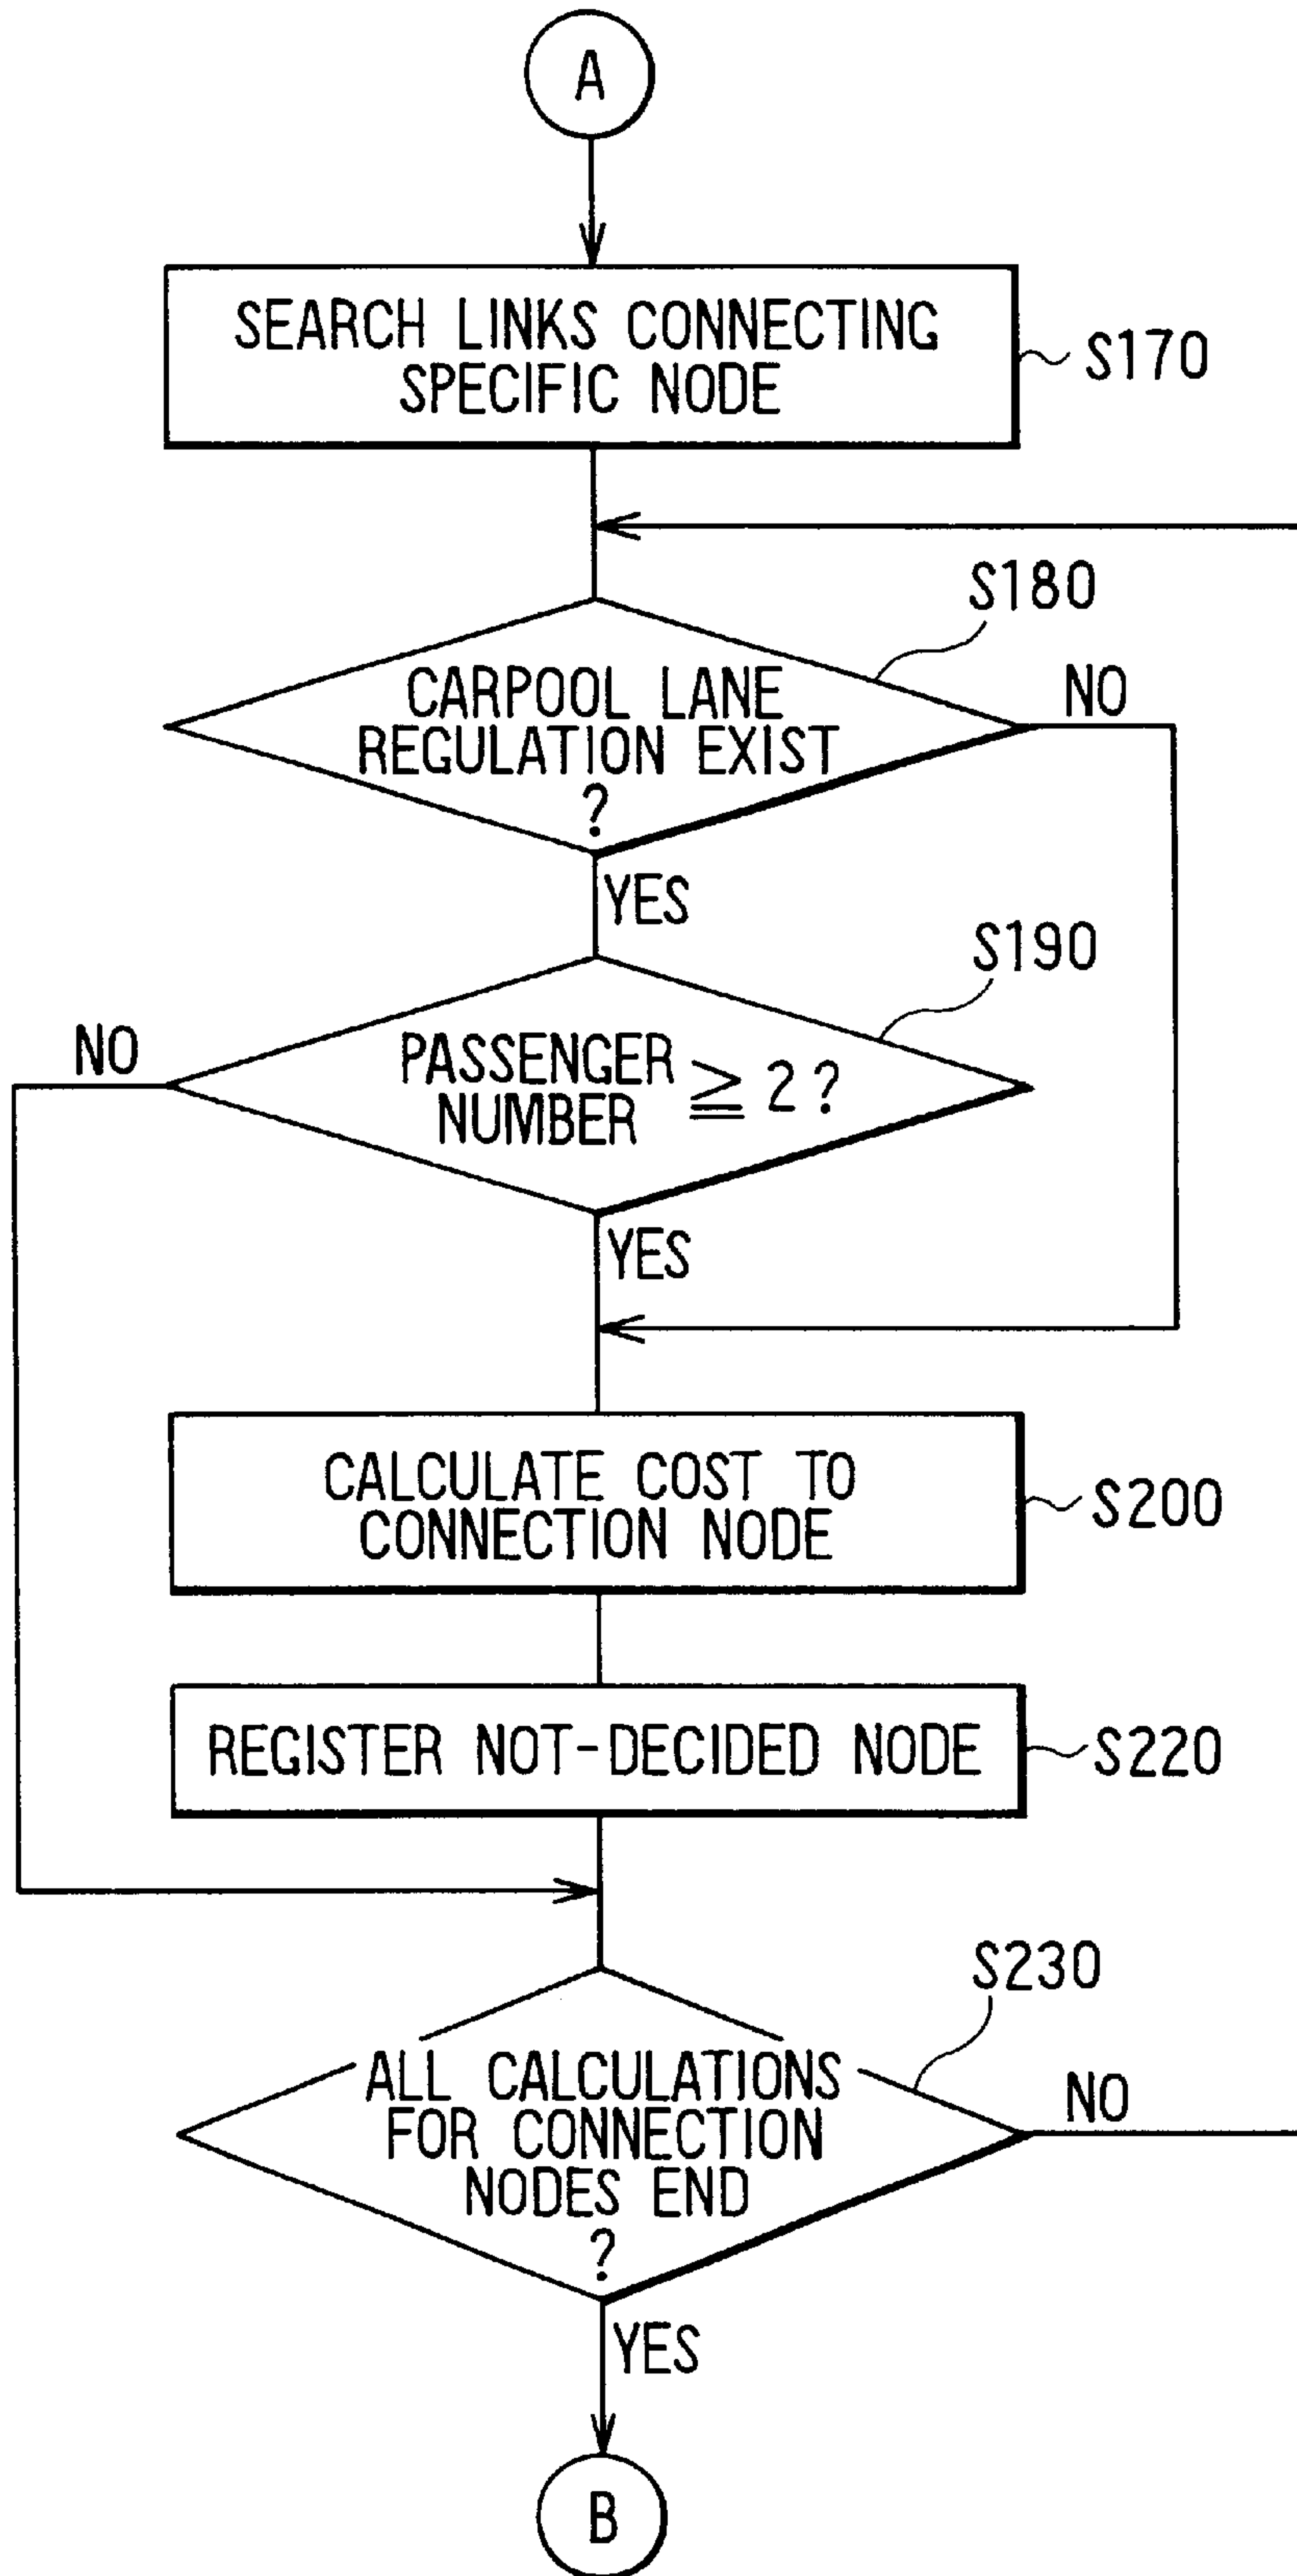 A
SEARCH LINKS CONNECTING
SPECIFIC NODE
S170
S180
CARPOOL LANE
REGULATION EXIST
?
NO
YES
S190
NO
PASSENGER
NUMBER ≧ 2 ?
YES
CALCULATE COST TO
CONNECTION NODE
S200
REGISTER NOT-DECIDED NODE
S220
S230
ALL CALCULATIONS
FOR CONNECTION
NODES END
?
NO
YES
B